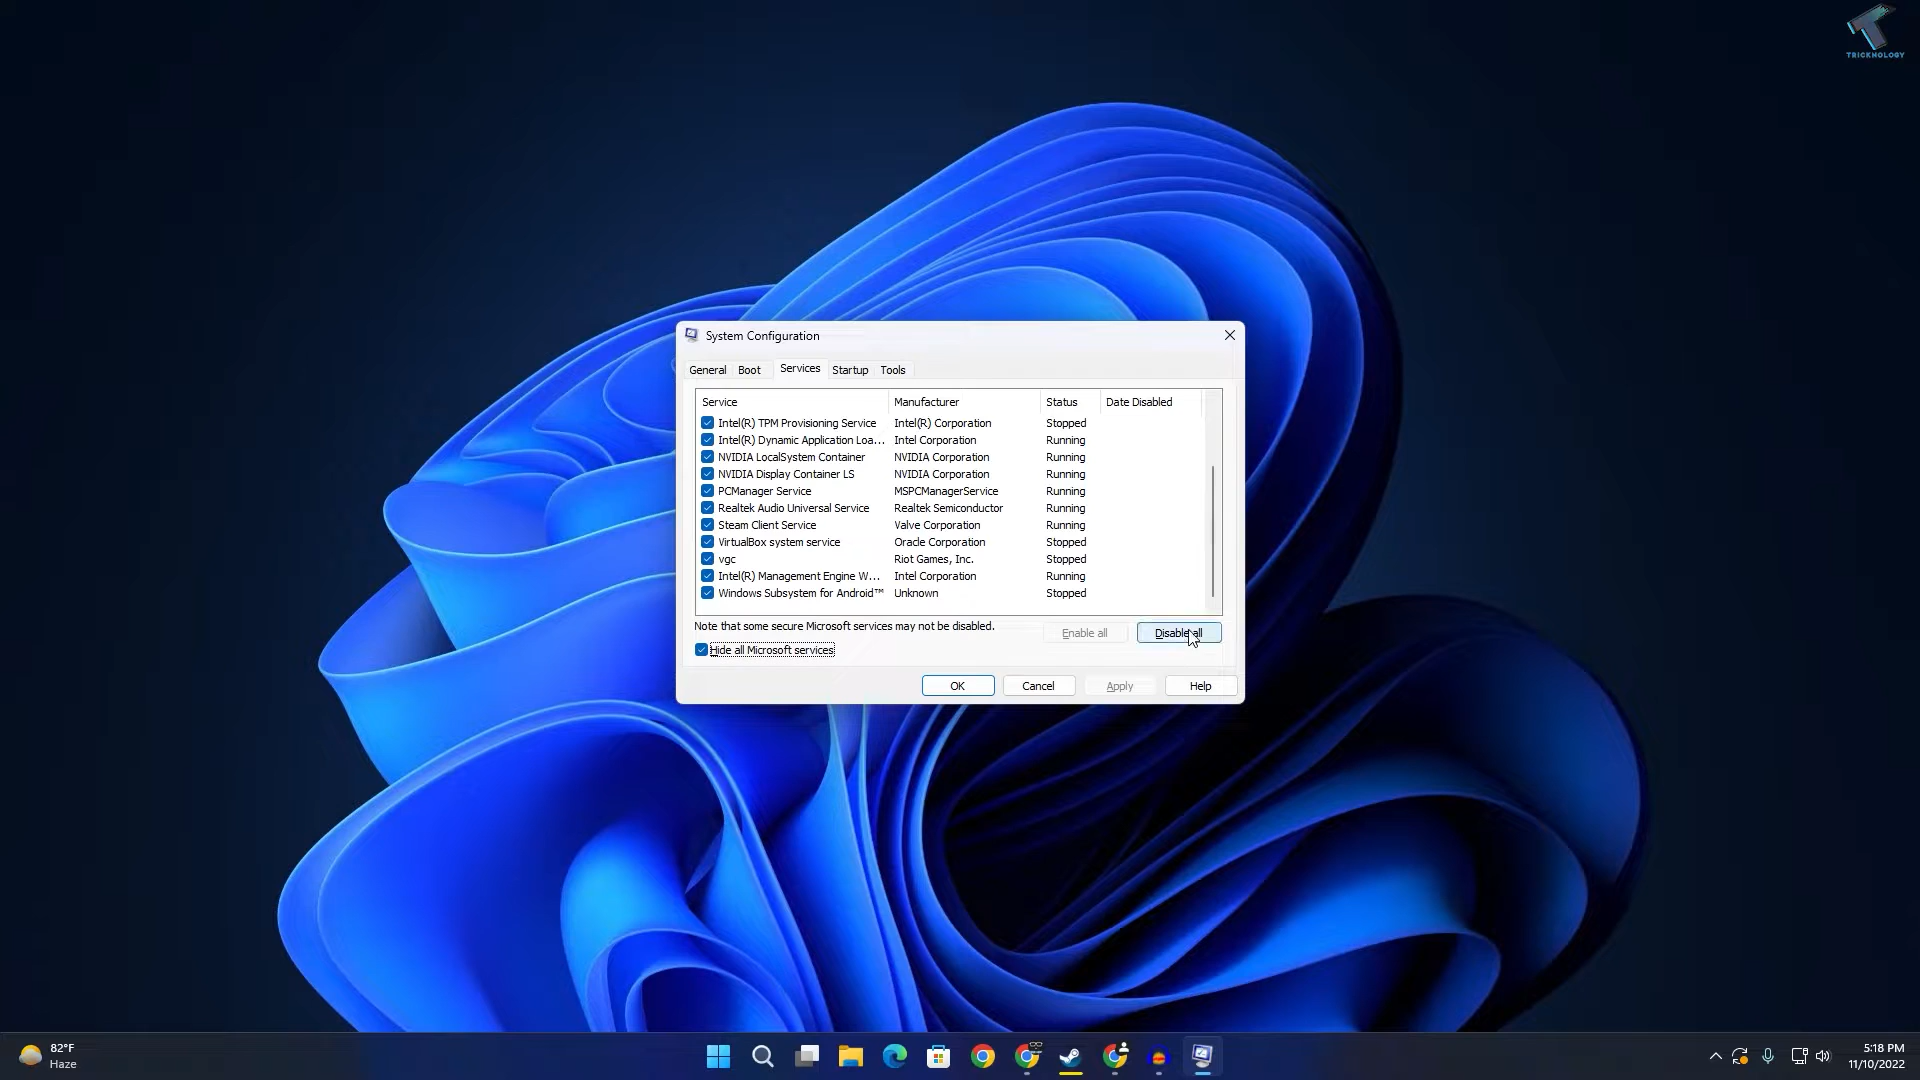 TRICKNOLOGY
System Configuration
General Boot Services Startup Tools
Service Manufacturer Status Date Disabled
Intel(R) TPM Provisioning Service Intel(R) Corporation Stopped
Intel(R) Dynamic Application Loa... Intel Corporation Running
NVIDIA LocalSystem Container NVIDIA Corporation Running
NVIDIA Display Container LS NVIDIA Corporation Running
PCManager Service MSPCManagerService Running
Realtek Audio Universal Service Realtek Semiconductor Running
Steam Client Service Valve Corporation Running
VirtualBox system service Oracle Corporation Stopped
vgc Riot Games, Inc. Stopped
Intel(R) Management Engine W... Intel Corporation Running
Windows Subsystem for Android™ Unknown Stopped
Note that some secure Microsoft services may not be disabled.
Enable all Disable all
Hide all Microsoft services
OK Cancel Apply Help
82°F
Haze
5:18 PM
11/10/2022